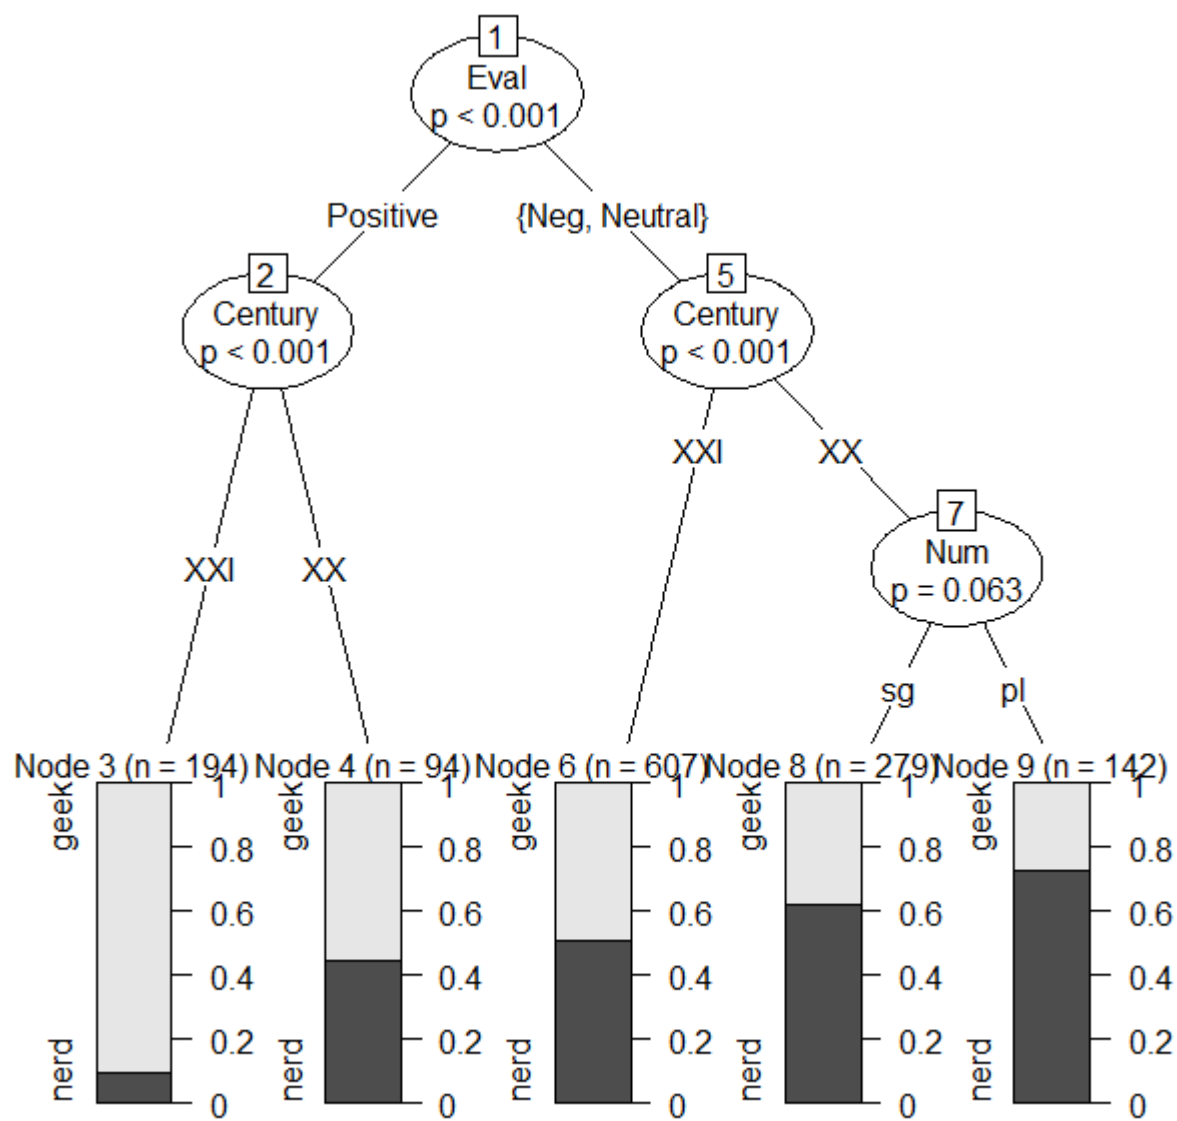 1
Eval
p < 0.001
Positive
{Neg, Neutral}
2
Century
p < 0.001
5
Century
p < 0.001
XXI
XX
7
Num
p = 0.063
XXI
XX
sg
pl
Node 3 (n = 194)
Node 4 (n = 94)
Node 6 (n = 607)
Node 8 (n = 279)
Node 9 (n = 142)
geek
nerd
1
0.8
0.6
0.4
0.2
0
geek
nerd
1
0.8
0.6
0.4
0.2
0
geek
nerd
1
0.8
0.6
0.4
0.2
0
geek
nerd
1
0.8
0.6
0.4
0.2
0
geek
nerd
1
0.8
0.6
0.4
0.2
0